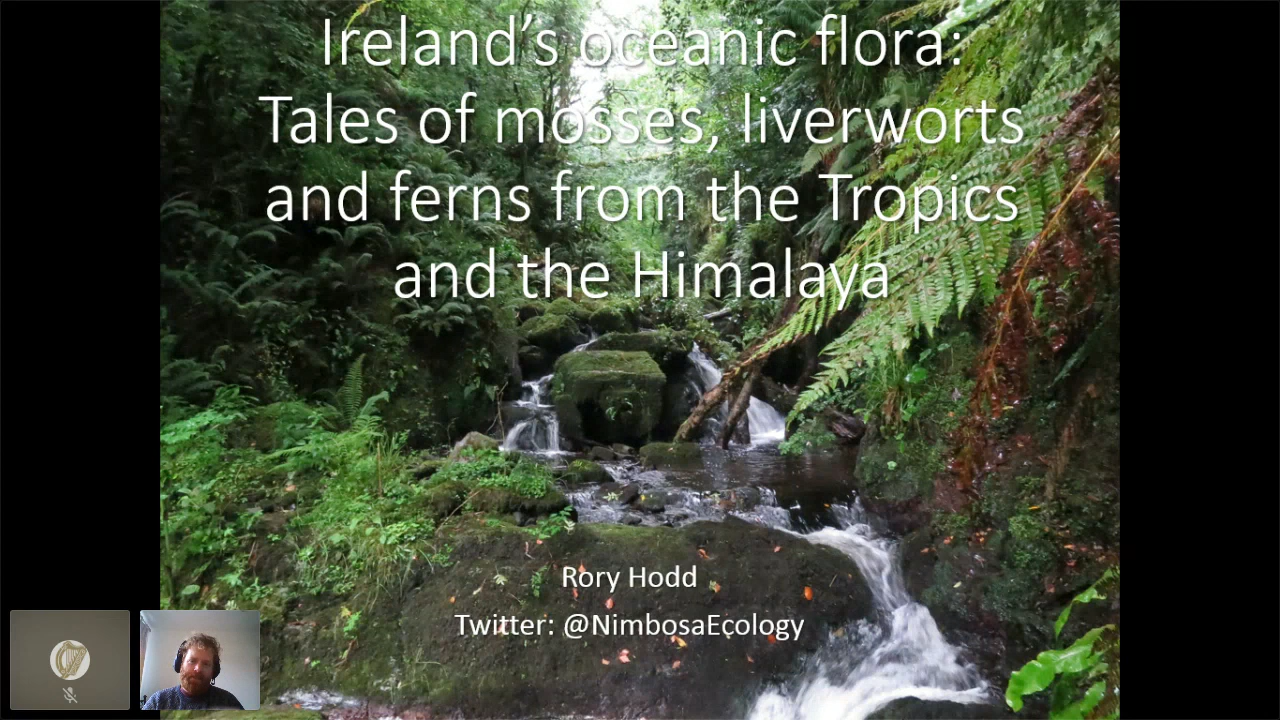 Ireland's oceanic flora:
Tales of mosses, liverworts
and ferns from the Tropics
and the Himalaya
Rory Hodd
Twitter: @NimbosaEcology